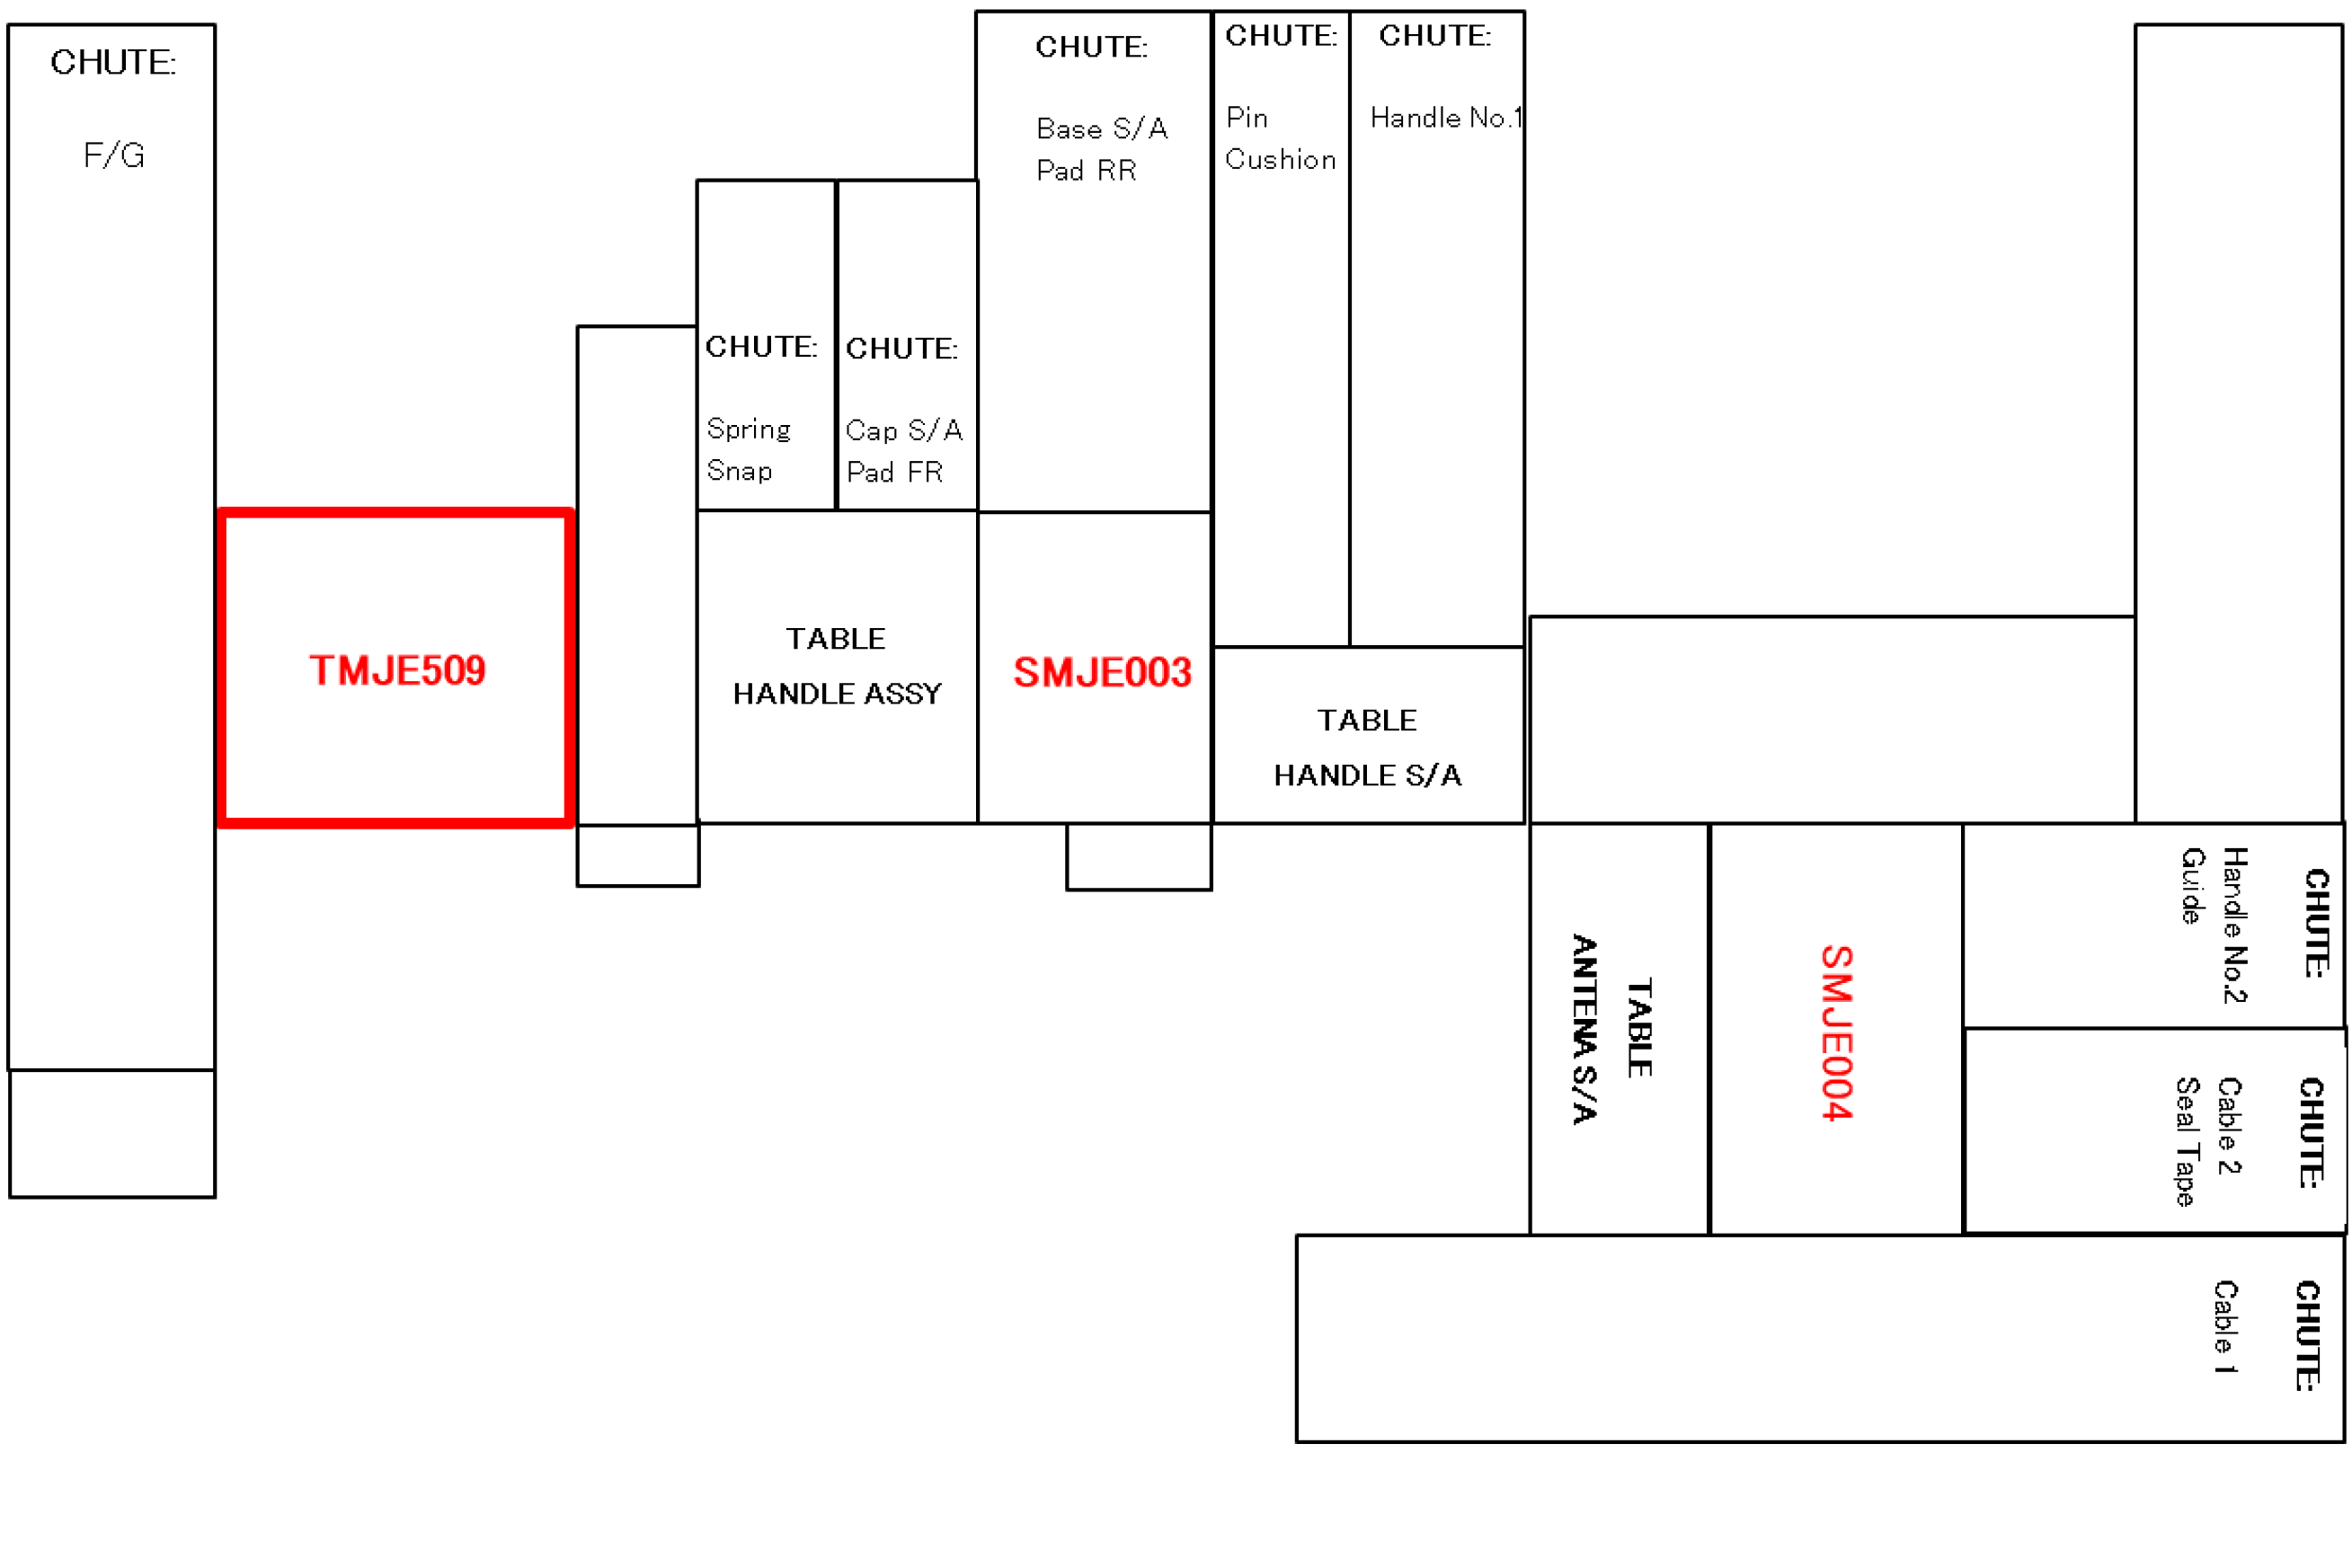 CHUTE:
F/G
TMJE509
CHUTE:
Spring
Snap
CHUTE:
Cap S/A
Pad FR
TABLE
HANDLE ASSY
CHUTE:
Base S/A
Pad RR
SMJE003
CHUTE:
Pin
Cushion
CHUTE:
Handle No.1
TABLE
HANDLE S/A
TABLE
ANTENA S/A
SMJE004
CHUTE:
Handle No.2
Guide
CHUTE:
Cable 2
Seal Tape
CHUTE:
Cable 1